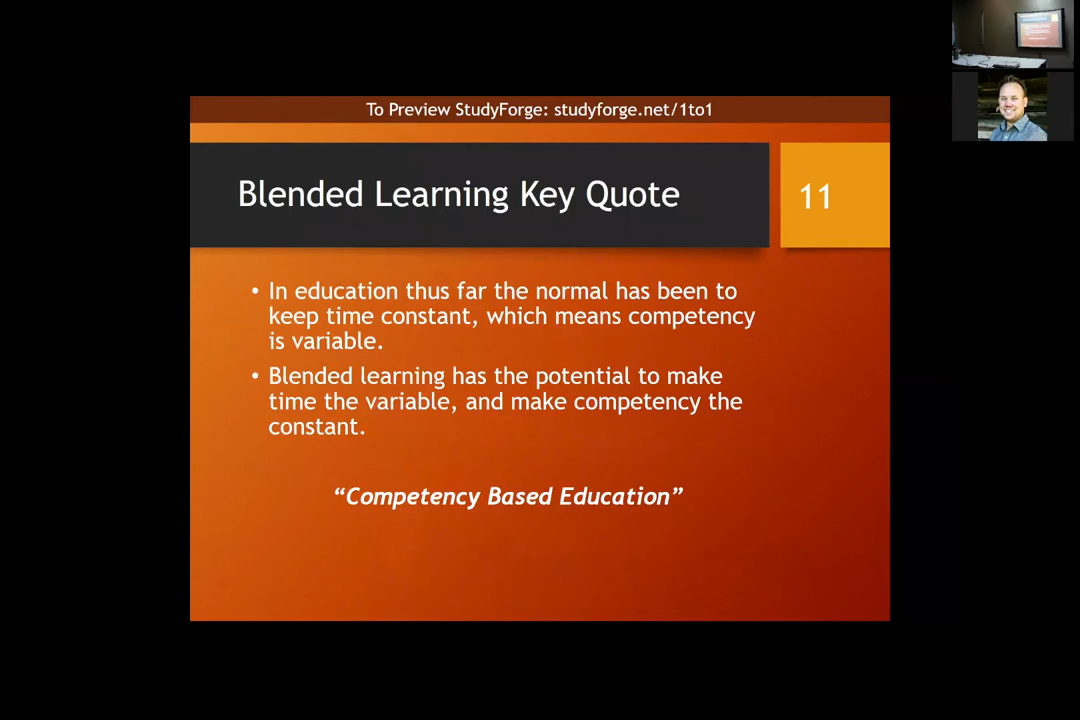 To Preview StudyForge: studyforge.net/1to1
Blended Learning Key Quote
11
• In education thus far the normal has been to
keep time constant, which means competency
is variable.
• Blended learning has the potential to make
time the variable, and make competency the
constant.
“Competency Based Education”